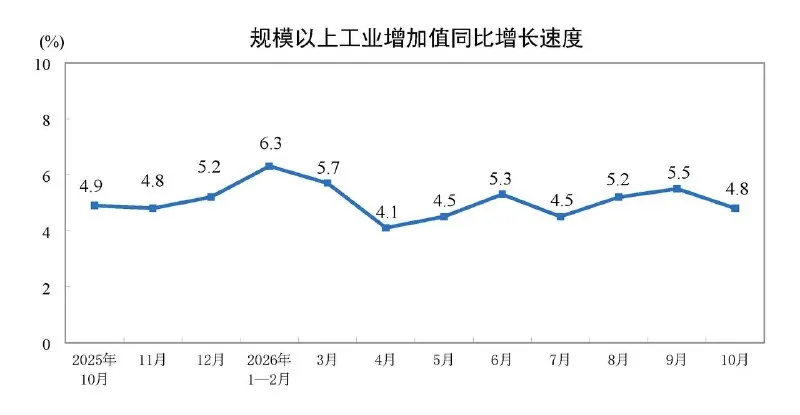 规模以上工业增加值同比增长速度
(%)
10
8
6
4
2
0
4.9
4.8
5.2
6.3
5.7
4.1
4.5
5.3
4.5
5.2
5.5
4.8
2025年
10月
11月
12月
2026年
1—2月
3月
4月
5月
6月
7月
8月
9月
10月